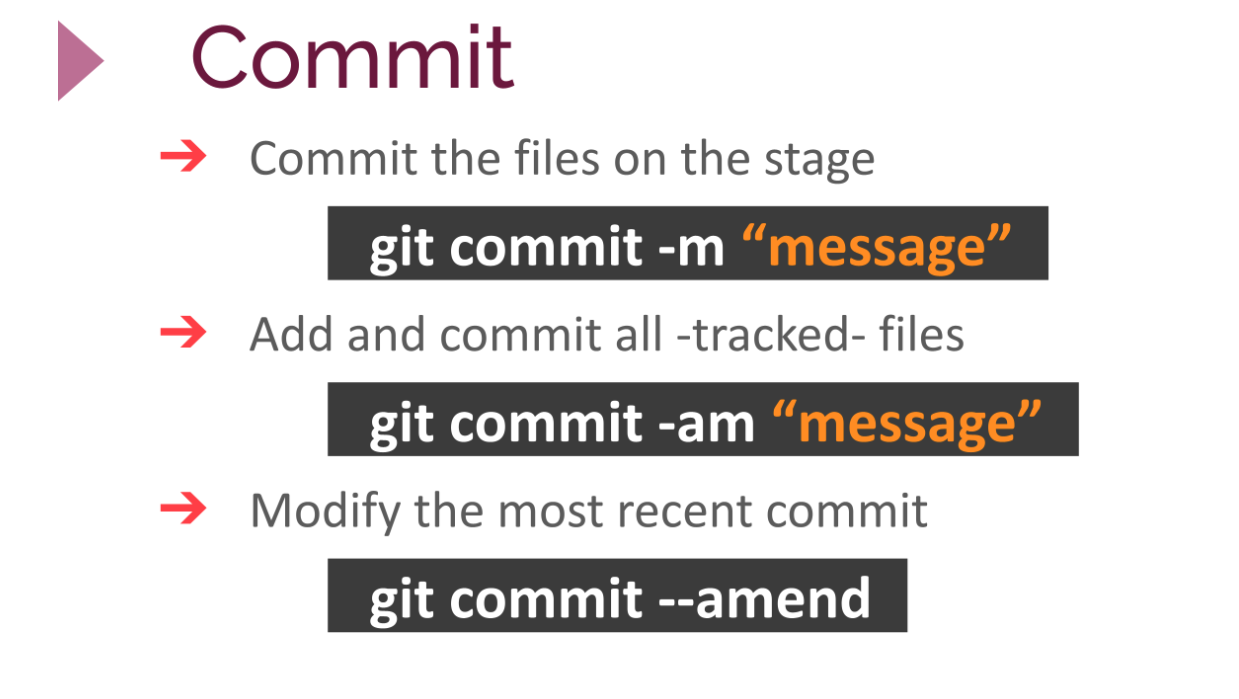 Commit
➔ Commit the files on the stage
git commit -m “message”
➔ Add and commit all -tracked- files
git commit -am “message”
➔ Modify the most recent commit
git commit --amend